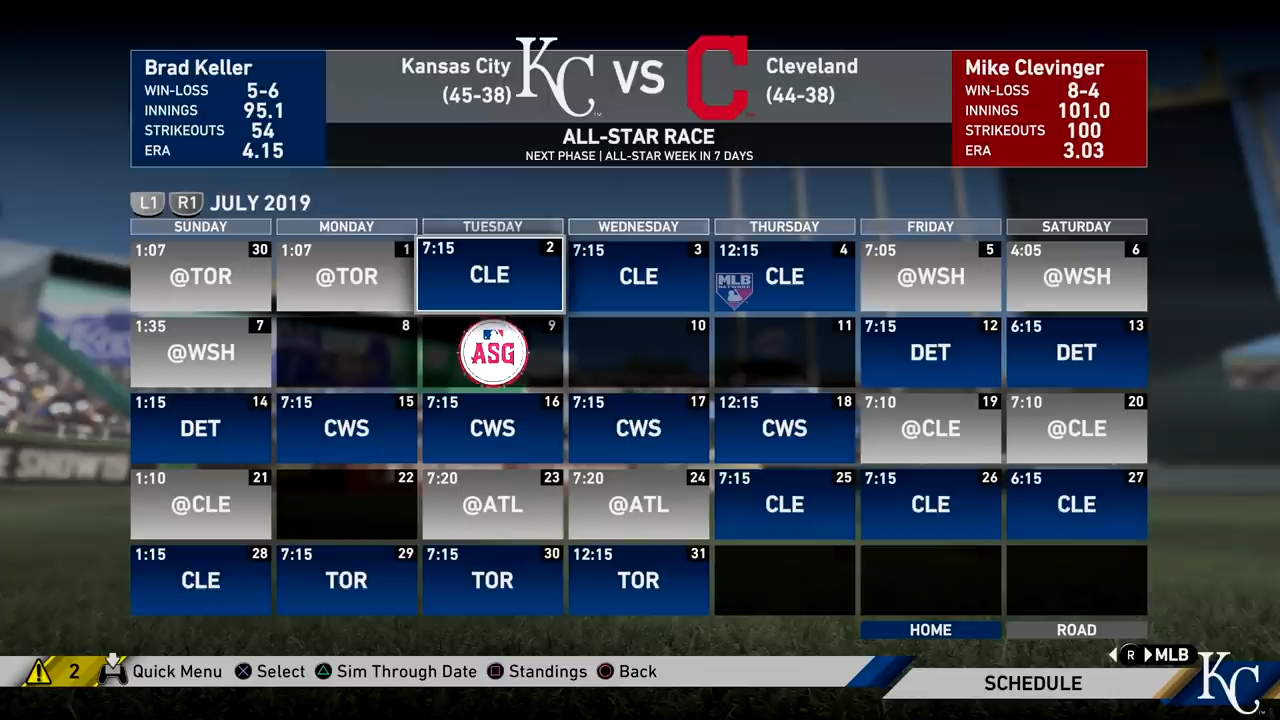 Brad Keller
WIN-LOSS 5-6
INNINGS 95.1
STRIKEOUTS 54
ERA 4.15
Kansas City
(45-38)
KC
VS
C
Cleveland
(44-38)
ALL-STAR RACE
NEXT PHASE | ALL-STAR WEEK IN 7 DAYS
Mike Clevinger
WIN-LOSS 8-4
INNINGS 101.0
STRIKEOUTS 100
ERA 3.03
L1 R1 JULY 2019
SUNDAY MONDAY TUESDAY WEDNESDAY THURSDAY FRIDAY SATURDAY
1:07 30 1:07 1 7:15 2 7:15 3 12:15 4 7:05 5 4:05 6
@TOR @TOR CLE CLE MLB NETWORK CLE @WSH @WSH
1:35 7 8 9 10 11 7:15 12 6:15 13
@WSH ASG DET DET
1:15 14 7:15 15 7:15 16 7:15 17 12:15 18 7:10 19 7:10 20
DET CWS CWS CWS CWS @CLE @CLE
1:10 21 22 7:20 23 7:20 24 7:15 25 7:15 26 6:15 27
@CLE @ATL @ATL CLE CLE CLE
1:15 28 7:15 29 7:15 30 12:15 31
CLE TOR TOR TOR
HOME ROAD
R MLB
2 Quick Menu Select Sim Through Date Standings Back
SCHEDULE
KC